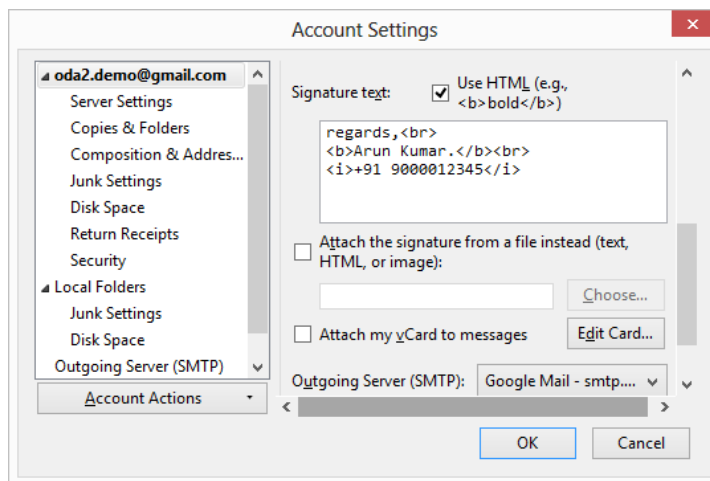 Account Settings
oda2.demo@gmail.com
Server Settings
Copies & Folders
Composition & Addres...
Junk Settings
Disk Space
Return Receipts
Security
Local Folders
Junk Settings
Disk Space
Outgoing Server (SMTP)
Account Actions
Signature text:
Use HTML (e.g.,
<b>bold</b>)
regards,<br>
<b>Arun Kumar.</b><br>
<i>+91 9000012345</i>
Attach the signature from a file instead (text,
HTML, or image):
Choose...
Attach my vCard to messages
Edit Card...
Outgoing Server (SMTP):
Google Mail - smtp....
OK
Cancel